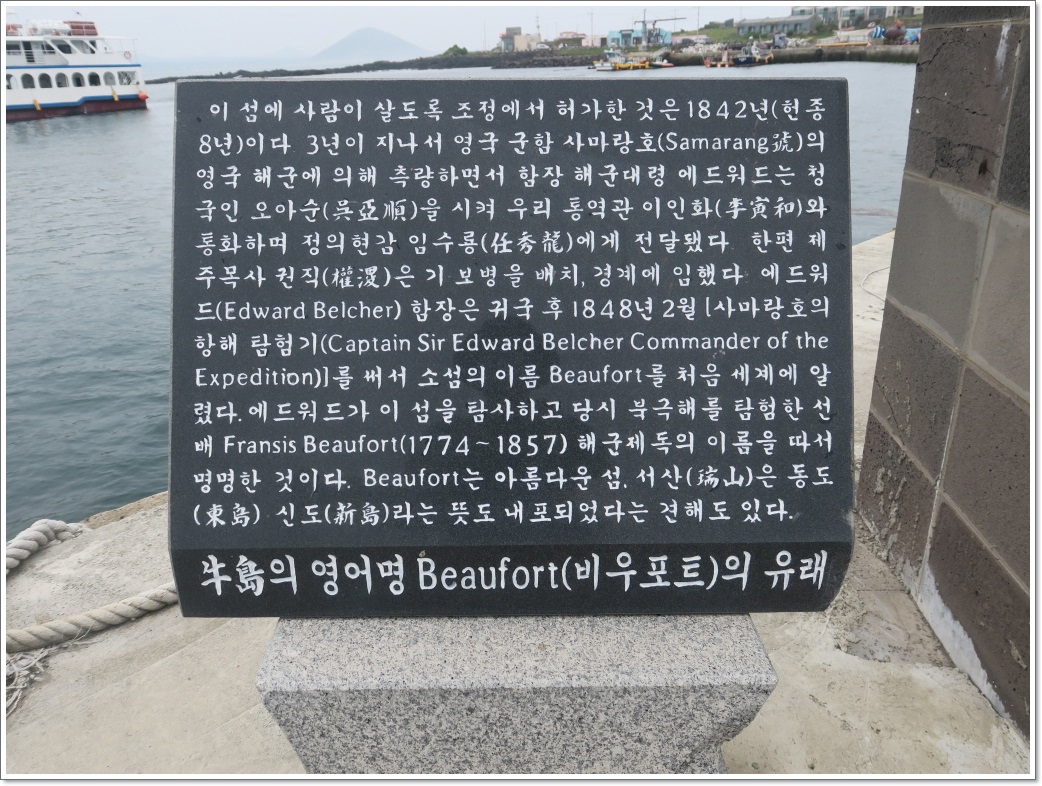 이 섬에 사람이 살도록 조정에서 허가한 것은 1842년(헌종
8년)이다. 3년이 지나서 영국 군함 사마랑호(Samarang號)의
영국 해군에 의해 측량하면서 함장 해군대령 에드워드는 청
국인 오아순(吳亞順)을 시켜 우리 통역관 이인화(李寅和)와
통화하며 정의현감 임수룡(任秀龍)에게 전달됐다. 한편 제
주목사 권직(權溭)은 기 보병을 배치, 경계에 임했다. 에드워
드(Edward Belcher) 함장은 귀국 후 1848년 2월 [사마랑호의
항해 탐험기(Captain Sir Edward Belcher Commander of the
Expedition)]를 써서 소섬의 이름 Beaufort를 처음 세계에 알
렸다. 에드워드가 이 섬을 탐사하고 당시 북극해를 탐험한 선
배 Fransis Beaufort(1774~1857) 해군제독의 이름을 따서
명명한 것이다. Beaufort는 아름다운 섬, 서산(瑞山)은 동도
(東島) 신도(新島)라는 뜻도 내포되었다는 견해도 있다.
牛島의 영어명 Beaufort(비우포트)의 유래